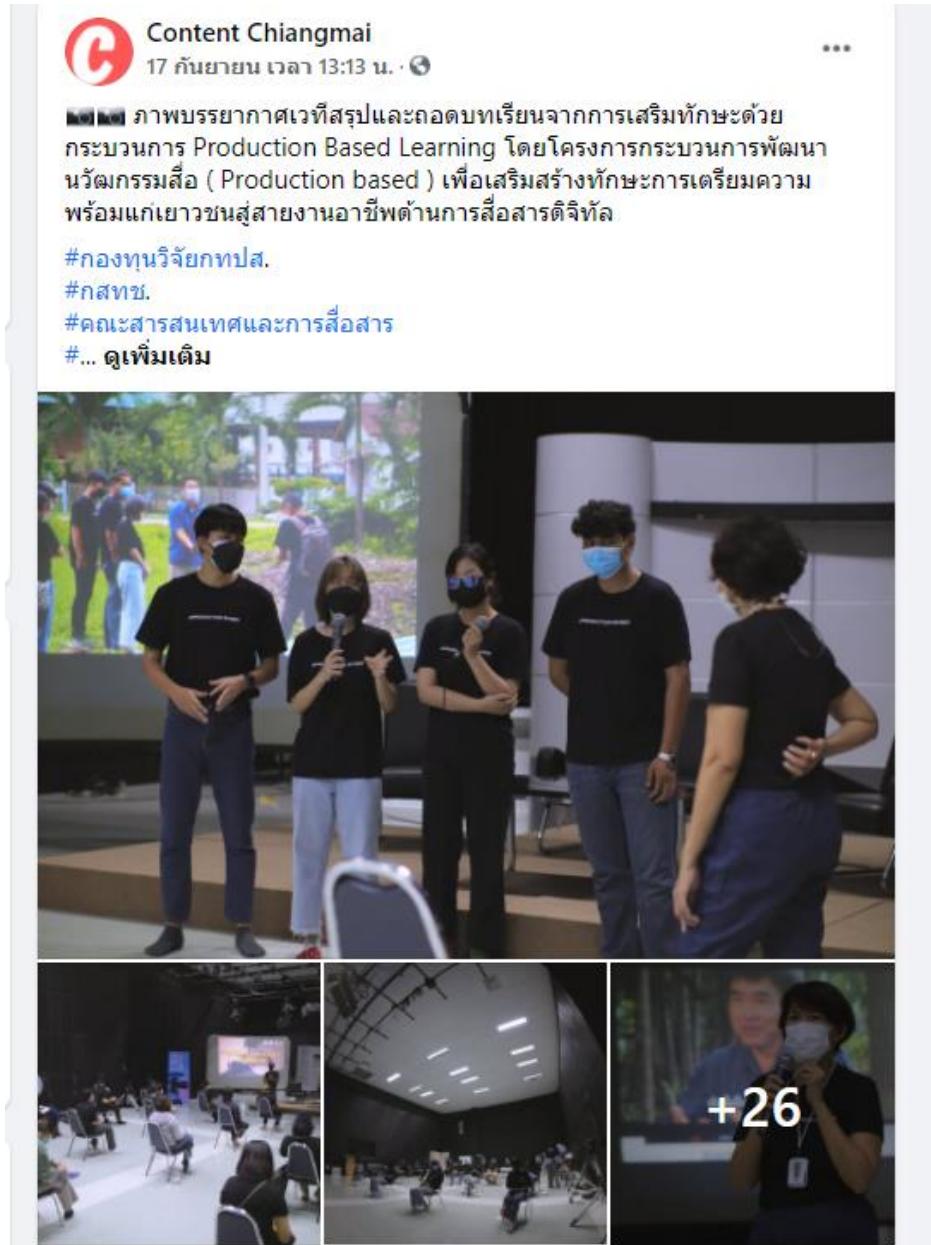 Content Chiangmai
17 กันยายน เวลา 13:13 น. ·
ภาพบรรยากาศเวทีสรุปและถอดบทเรียนจากการเสริมทักษะด้วย
กระบวนการ Production Based Learning โดยโครงการกระบวนการพัฒนา
นวัตกรรมสื่อ ( Production based ) เพื่อเสริมสร้างทักษะการเตรียมความ
พร้อมแก่เยาวชนสู่สายงานอาชีพด้านการสื่อสารดิจิทัล
#กองทุนวิจัยกทปส.
#กสทช.
#คณะสารสนเทศและการสื่อสาร
#... ดูเพิ่มเติม
+26